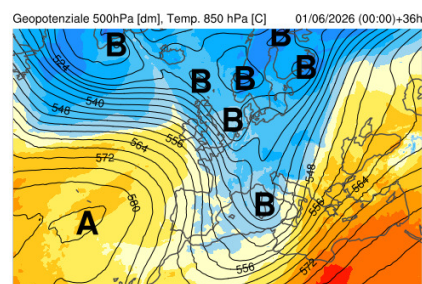 Geopotenziale 500hPa [dm], Temp. 850 hPa [C] 01/06/2026 (00:00)+36h
B B
B B B
524
540
548 B
564 556
572
548
560 564
A B 556
556 572